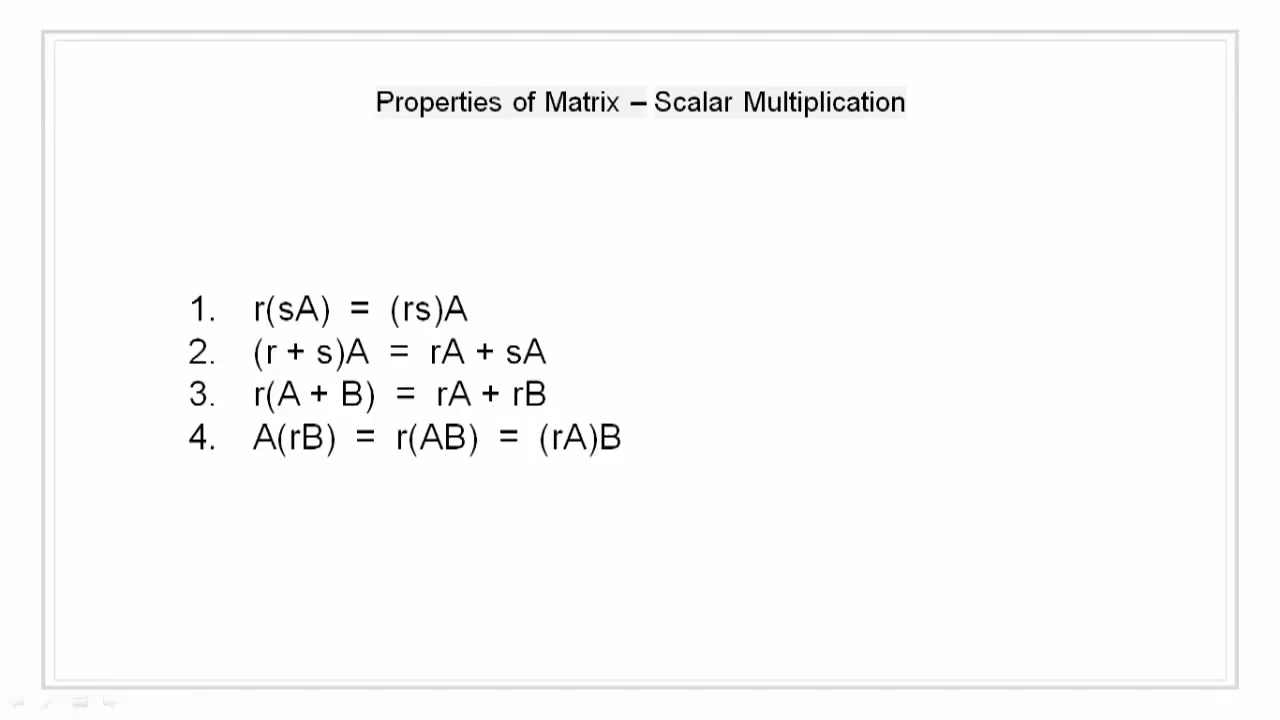 Properties of Matrix – Scalar Multiplication
1. r(sA) = (rs)A
2. (r + s)A = rA + sA
3. r(A + B) = rA + rB
4. A(rB) = r(AB) = (rA)B